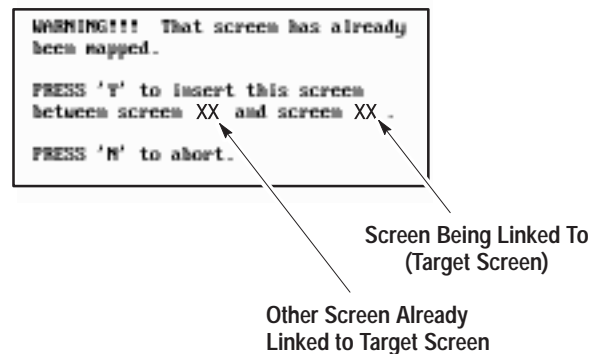 WARNING!!! That screen has already
been mapped.
PRESS 'Y' to insert this screen
between screen XX and screen XX .
PRESS 'N' to abort.
Screen Being Linked To
(Target Screen)
Other Screen Already
Linked to Target Screen